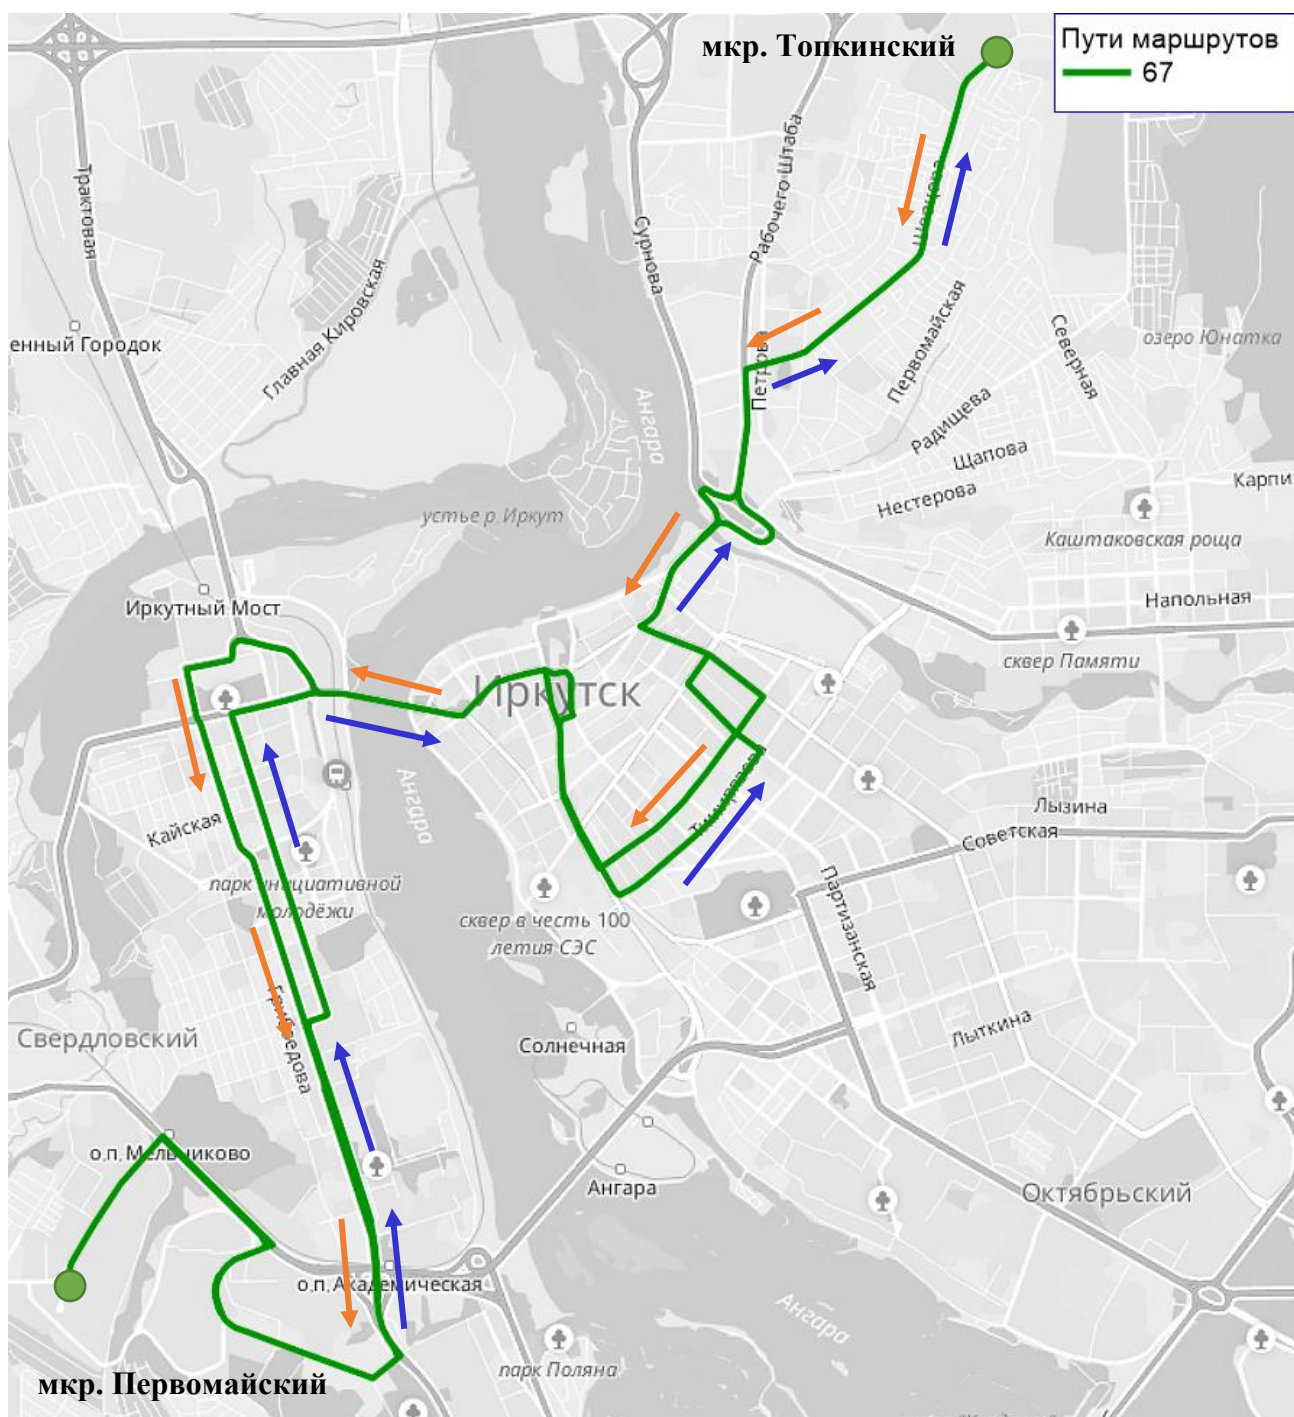 мкр. Топкинский
Пути маршрутов
67
Трактовая
Рабочего Штаба
Сурнова
Главная Кировская
енный Городок
Петрова
Первомайская
Северная
озеро Юнатка
Ангара
Радищева
Щапова
Нестерова
Карпи
устье р. Иркут
Каштаковская роща
Иркутный Мост
Напольная
сквер Памяти
Иркутск
Тимирязева
Ангара
Кайская
Лызина
Советская
парк инициативной
молодёжи
сквер в честь 100
летия СЭС
Партизанская
Грибоедова
Свердловский
Солнечная
Лыткина
о.п. Мельниково
Ангара
Октябрьский
о.п. Академическая
Ангара
парк Поляна
мкр. Первомайский